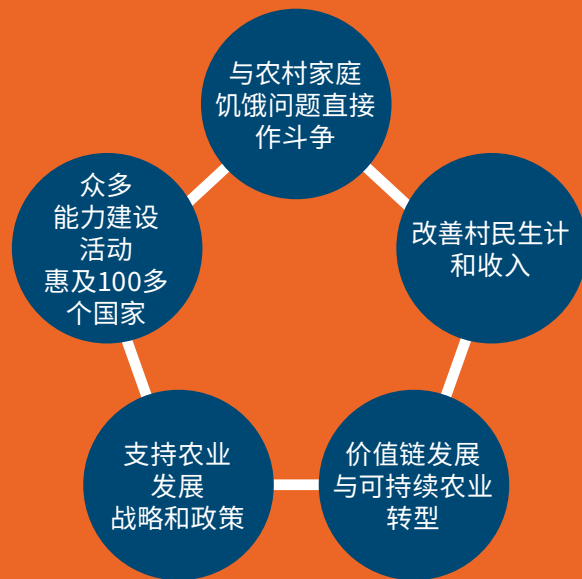 与农村家庭
饥饿问题直接
作斗争
改善村民生计
和收入
价值链发展
与可持续农业
转型
支持农业
发展
战略和政策
众多
能力建设
活动
惠及100多
个国家